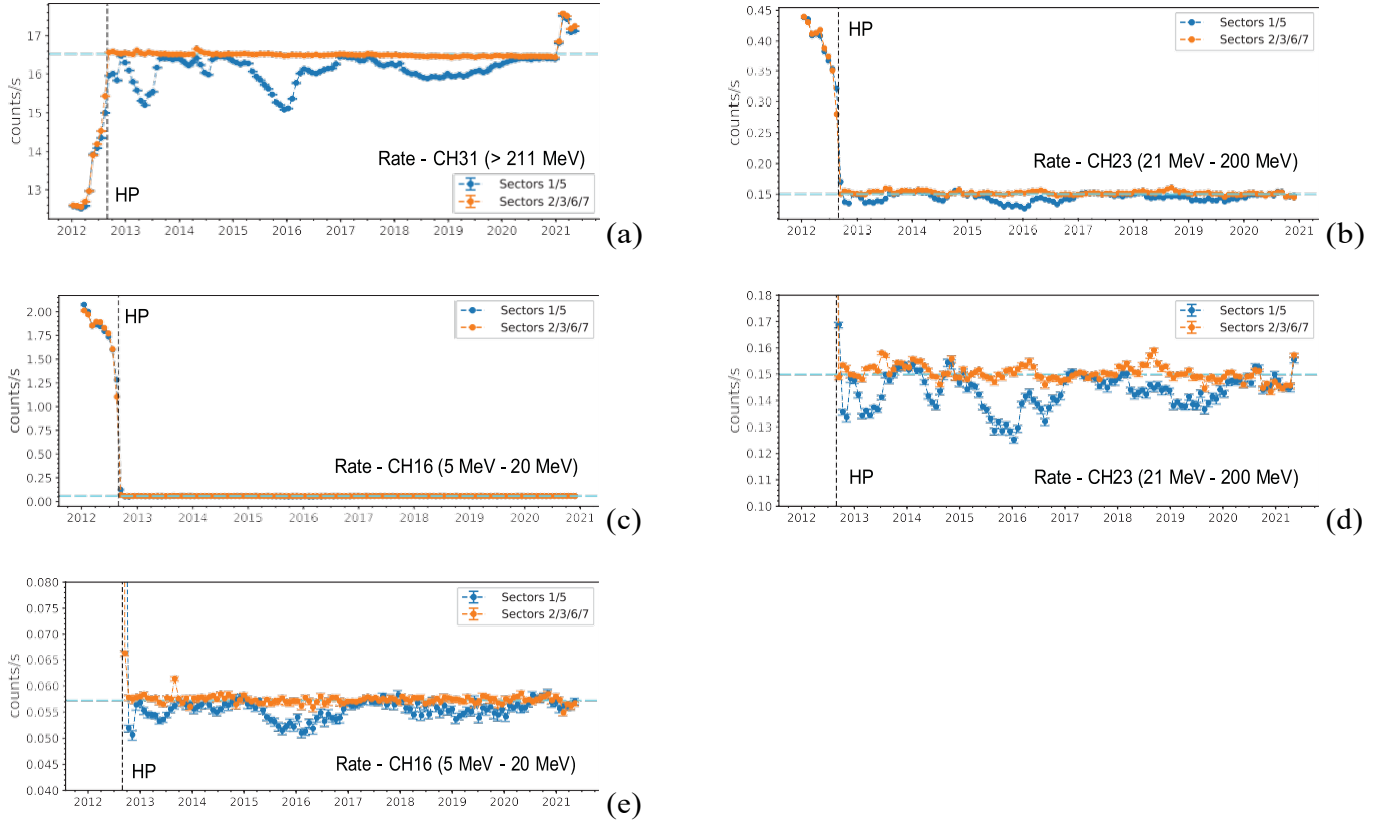 counts/s
17
16
15
14
13
HP
Rate - CH31 (> 211 MeV)
Sectors 1/5
Sectors 2/3/6/7
2012 2013 2014 2015 2016 2017 2018 2019 2020 2021
(a)
counts/s
0.45
0.40
0.35
0.30
0.25
0.20
0.15
HP
Sectors 1/5
Sectors 2/3/6/7
Rate - CH23 (21 MeV - 200 MeV)
2012 2013 2014 2015 2016 2017 2018 2019 2020 2021
(b)
counts/s
2.00
1.75
1.50
1.25
1.00
0.75
0.50
0.25
0.00
HP
Sectors 1/5
Sectors 2/3/6/7
Rate - CH16 (5 MeV - 20 MeV)
2012 2013 2014 2015 2016 2017 2018 2019 2020 2021
(c)
counts/s
0.18
0.17
0.16
0.15
0.14
0.13
0.12
0.11
0.10
Sectors 1/5
Sectors 2/3/6/7
HP
Rate - CH23 (21 MeV - 200 MeV)
2012 2013 2014 2015 2016 2017 2018 2019 2020 2021
(d)
counts/s
0.080
0.075
0.070
0.065
0.060
0.055
0.050
0.045
0.040
Sectors 1/5
Sectors 2/3/6/7
HP
Rate - CH16 (5 MeV - 20 MeV)
2012 2013 2014 2015 2016 2017 2018 2019 2020 2021
(e)